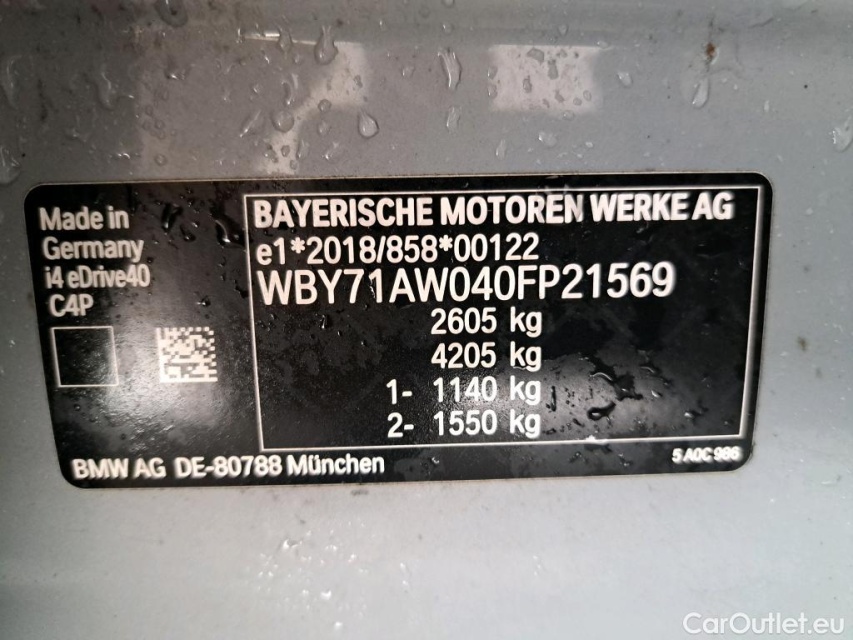 Made in
Germany
i4 eDrive40
C4P
BAYERISCHE MOTOREN WERKE AG
e1*2018/858*00122
WBY71AW040FP21569
2605 kg
4205 kg
1- 1140 kg
2- 1550 kg
BMW AG DE-80788 München
5 A0C 986
CarOutlet.eu